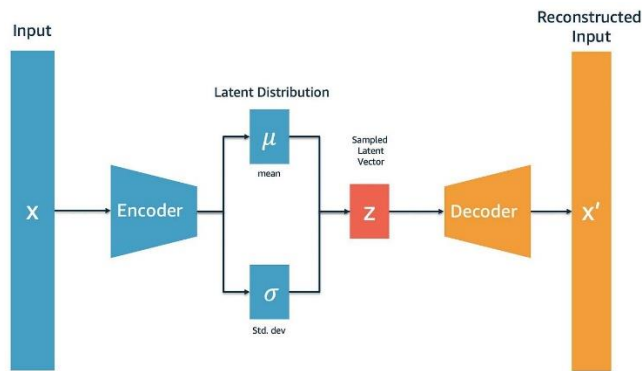 Input
x
Encoder
Latent Distribution
μ
mean
σ
Std. dev
Sampled
Latent
Vector
z
Decoder
Reconstructed
Input
x'